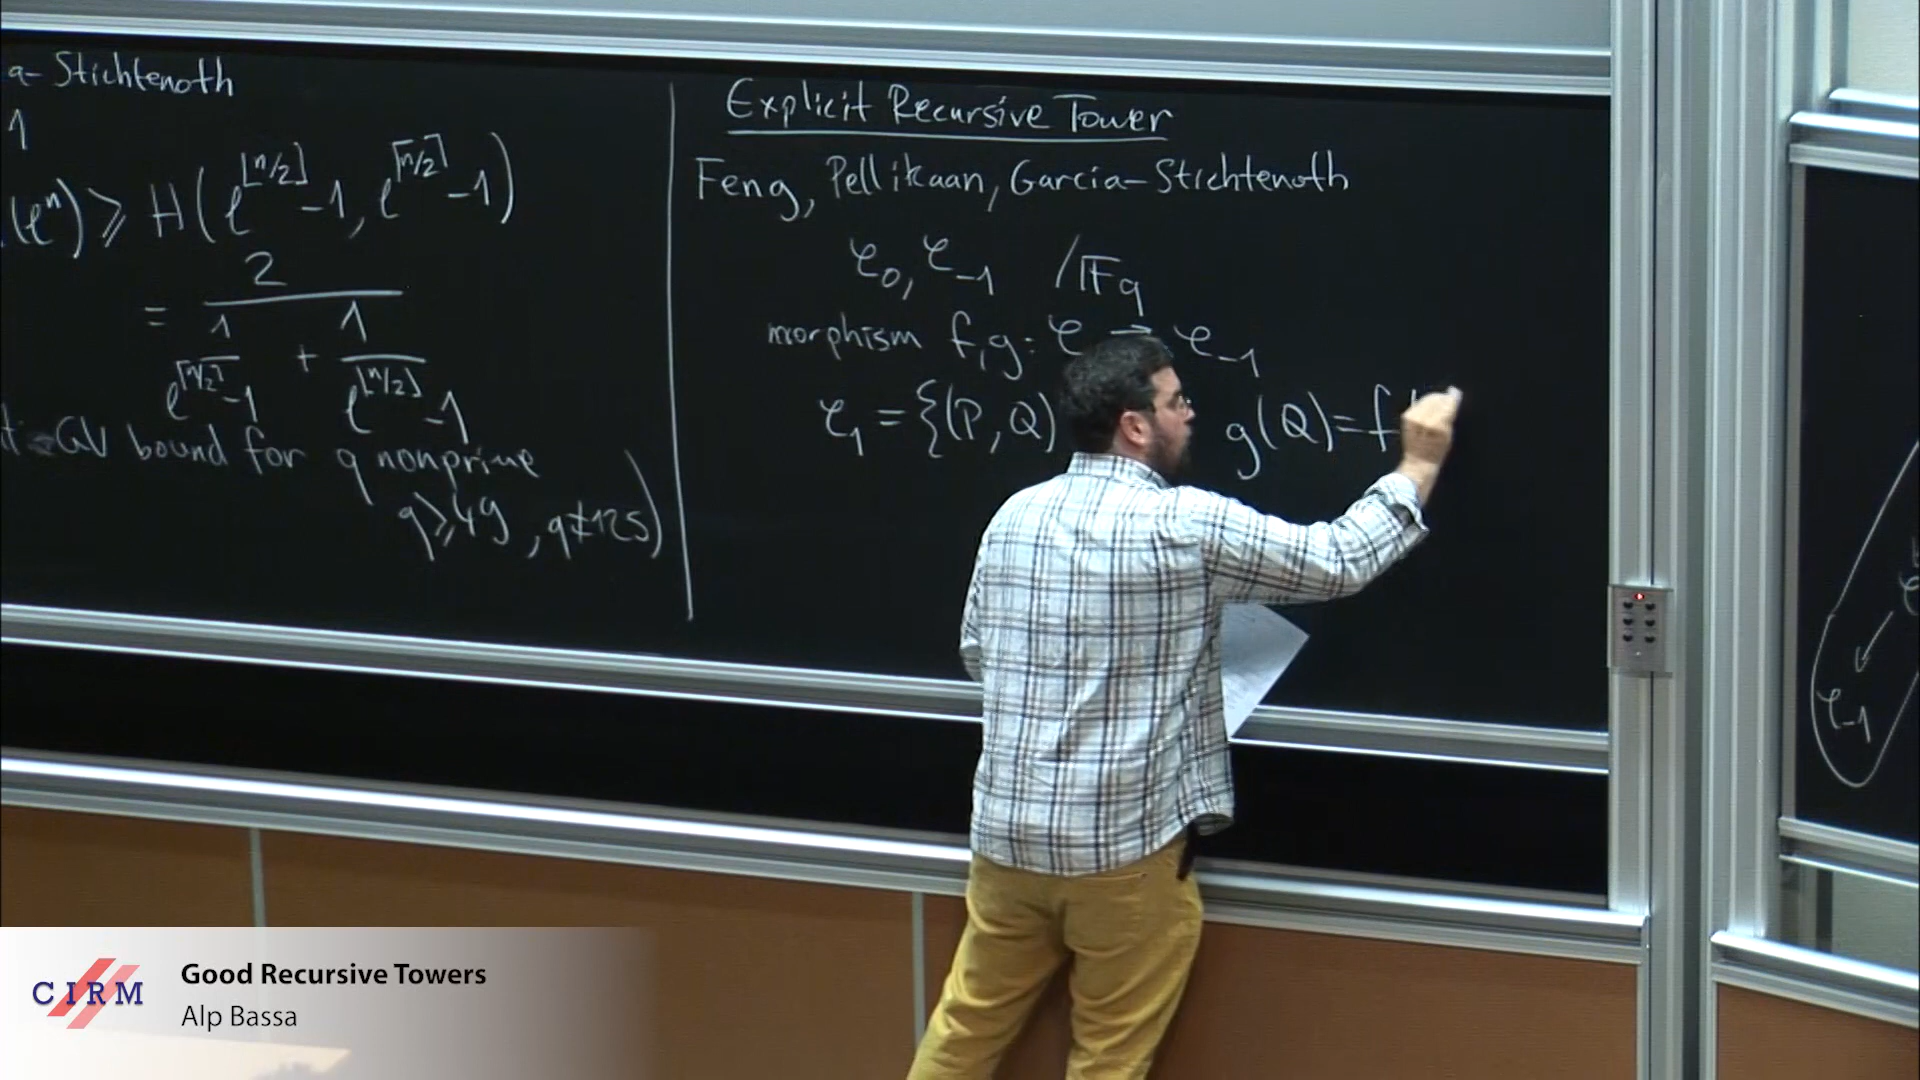 a- Stichtenoth
1
(ℓⁿ) ≥ H(ℓ^⌊n/2⌋ -1, ℓ^⌈n/2⌉ -1)
= 2 / (1/(ℓ^⌈n/2⌉ -1) + 1/(ℓ^⌊n/2⌋ -1))
GV bound for q nonprime
q ≥ 49, q ≠ 125)
Explicit Recursive Tower
Feng, Pellikaan, Garcia-Stichtenoth
𝒞₀, 𝒞₋₁ /𝔽q
morphism f,g: 𝒞 → 𝒞₋₁
𝒞₁ = {(P, Q) g(Q)=f
𝒞₋₁
CIRM
Good Recursive Towers
Alp Bassa